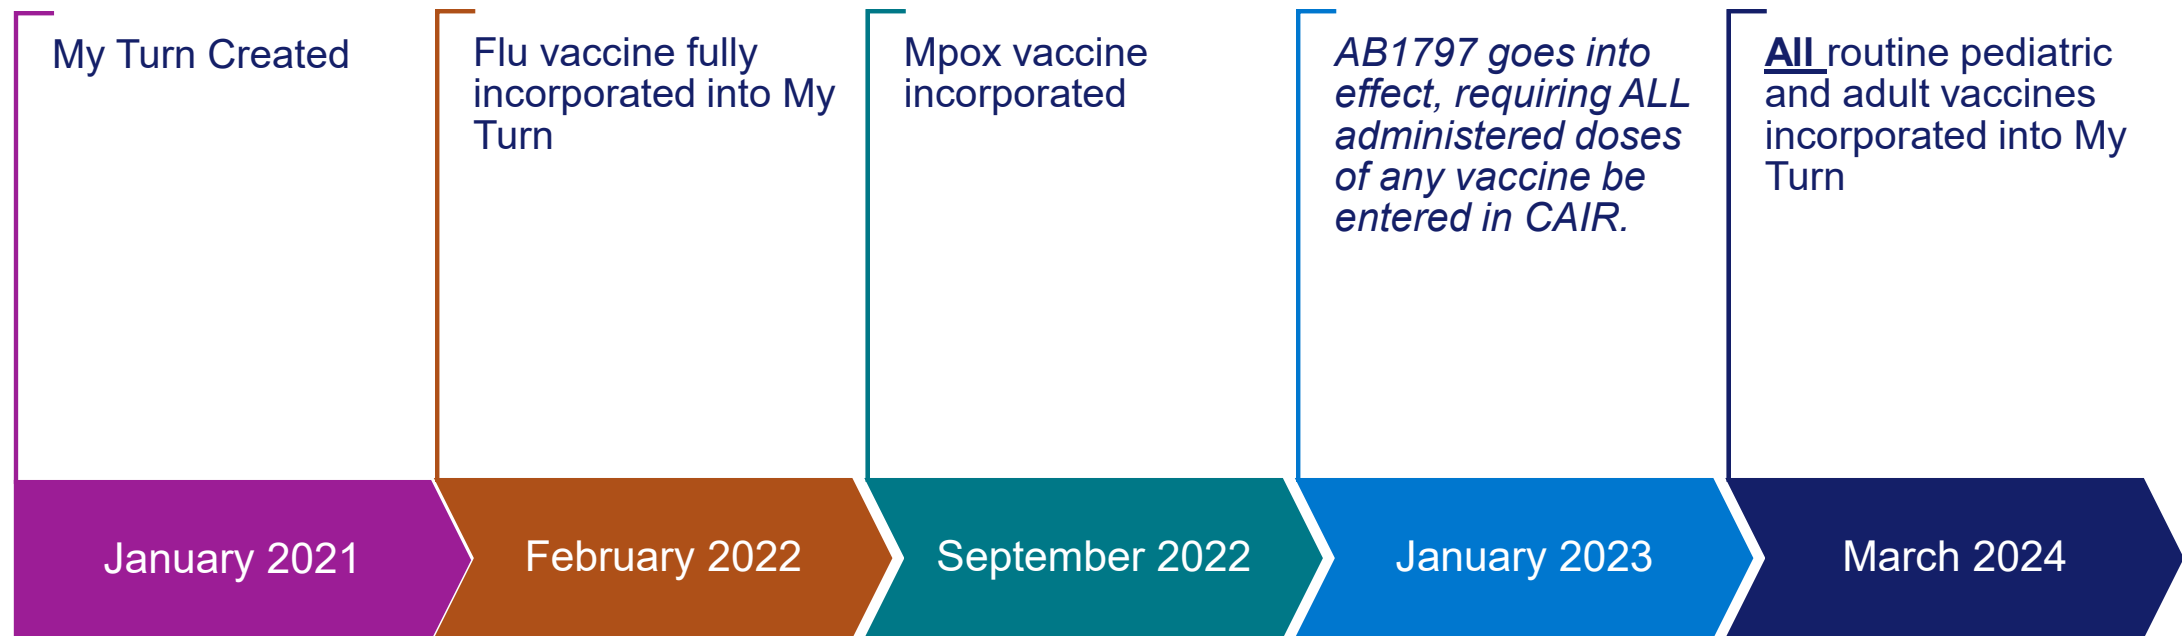 My Turn Created
Flu vaccine fully
incorporated into My
Turn
Mpox vaccine
incorporated
AB1797 goes into
effect, requiring ALL
administered doses
of any vaccine be
entered in CAIR.
All routine pediatric
and adult vaccines
incorporated into My
Turn
January 2021
February 2022
September 2022
January 2023
March 2024